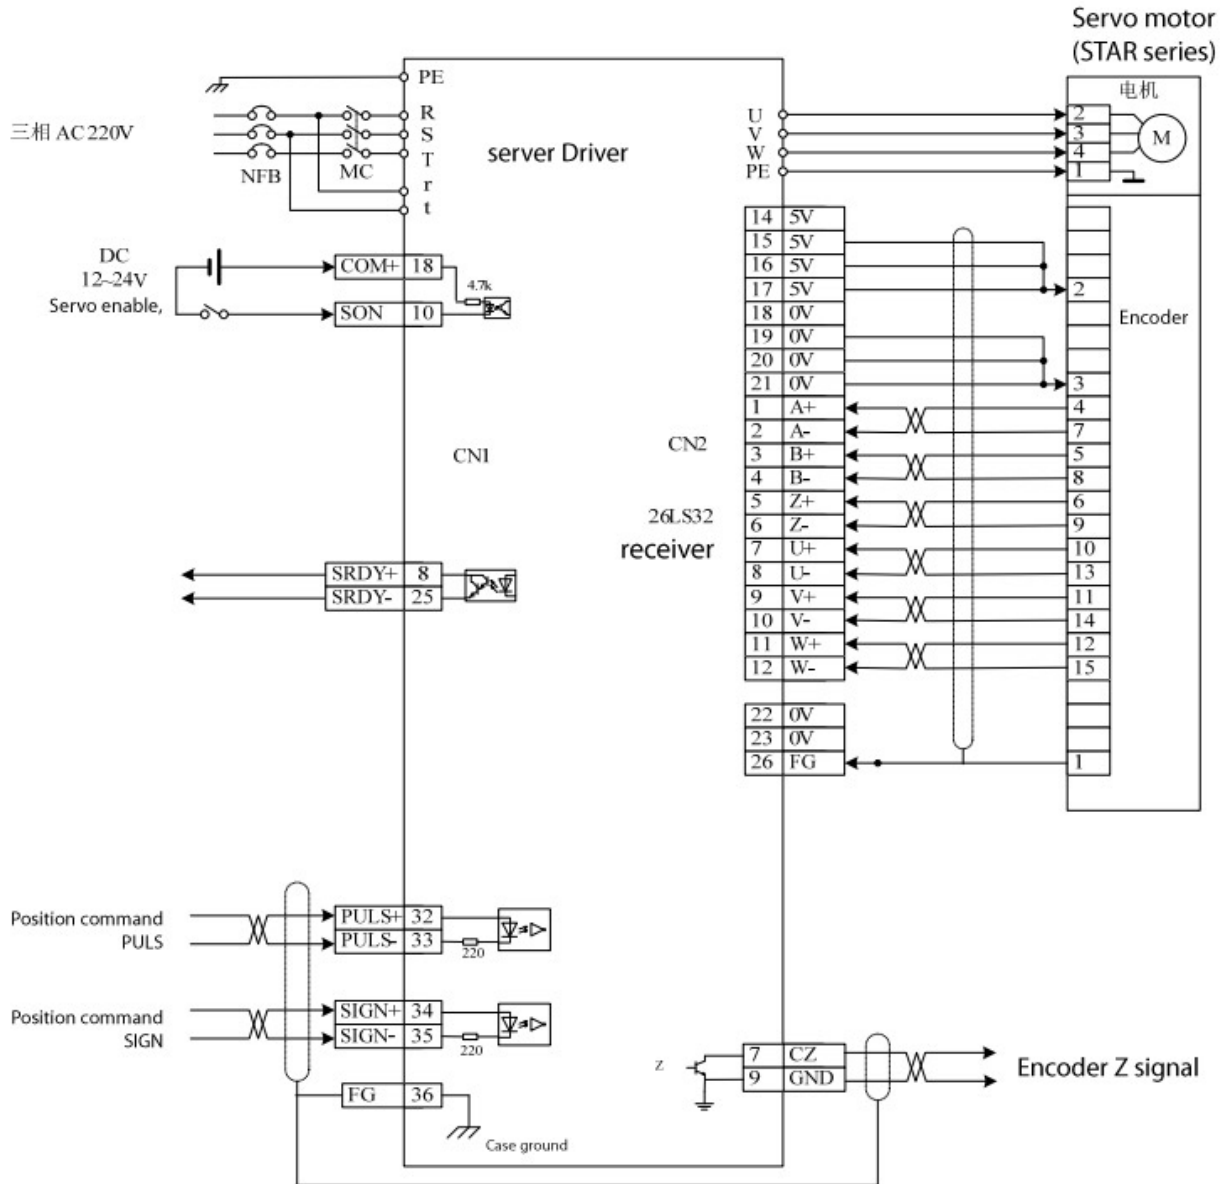 Servo motor
(STAR series)
电机
PE
R
S
T
r
t
三相 AC 220V
NFB
MC
server Driver
U
V
W
PE
2
3
4
1
M
DC
12~24V
Servo enable,
COM+ 18
SON 10
4.7k
14 5V
15 5V
16 5V
17 5V
18 0V
19 0V
20 0V
21 0V
1 A+
2 A-
3 B+
4 B-
5 Z+
6 Z-
7 U+
8 U-
9 V+
10 V-
11 W+
12 W-
22 0V
23 0V
26 FG
2
3
4
7
5
8
6
9
10
13
11
14
12
15
1
Encoder
CN1
CN2
26LS32
receiver
SRDY+ 8
SRDY- 25
Position command
PULS
PULS+ 32
PULS- 33
220
Position command
SIGN
SIGN+ 34
SIGN- 35
220
FG 36
Case ground
Z
7 CZ
9 GND
Encoder Z signal